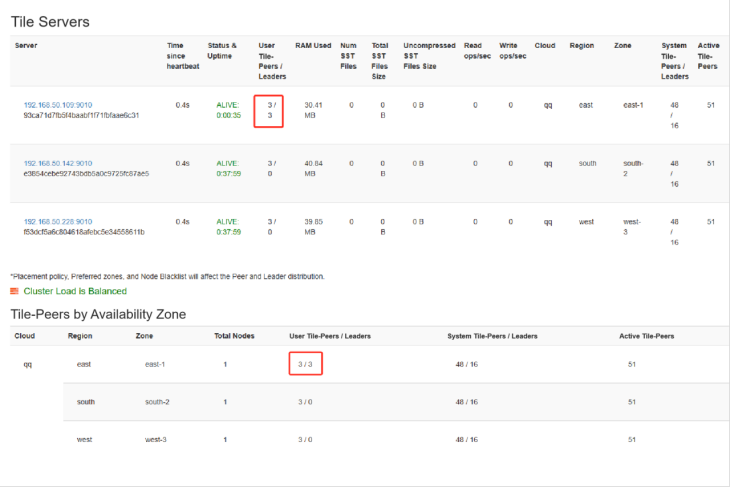 Tile Servers
Server Time since heartbeat Status & Uptime User Tile-Peers / Leaders RAM Used Num SST Files Total SST Files Size Uncompressed SST Files Size Read ops/sec Write ops/sec Cloud Region Zone System Tile-Peers / Leaders Active Tile-Peers
192.168.50.109:9010 0.4s ALIVE: 3 / 30.41 0 0 0 B 0 0 qq east east-1 48 51
0:00:35 3 MB B /
16
192.168.50.142:9010 0.4s ALIVE: 3 / 40.64 0 0 0 B 0 0 qq south south- 48 51
0:37:59 0 MB B 2 /
16
192.168.50.228:9010 0.4s ALIVE: 3 / 39.65 0 0 0 B 0 0 qq west west- 48 51
0:37:59 0 MB B 3 /
16
*Placement policy, Preferred zones, and Node Blacklist will affect the Peer and Leader distribution.
Cluster Load is Balanced
Tile-Peers by Availability Zone
Cloud Region Zone Total Nodes User Tile-Peers / Leaders System Tile-Peers / Leaders Active Tile-Peers
qq east east-1 1 3 / 3 48 / 16 51
south south-2 1 3 / 0 48 / 16 51
west west-3 1 3 / 0 48 / 16 51